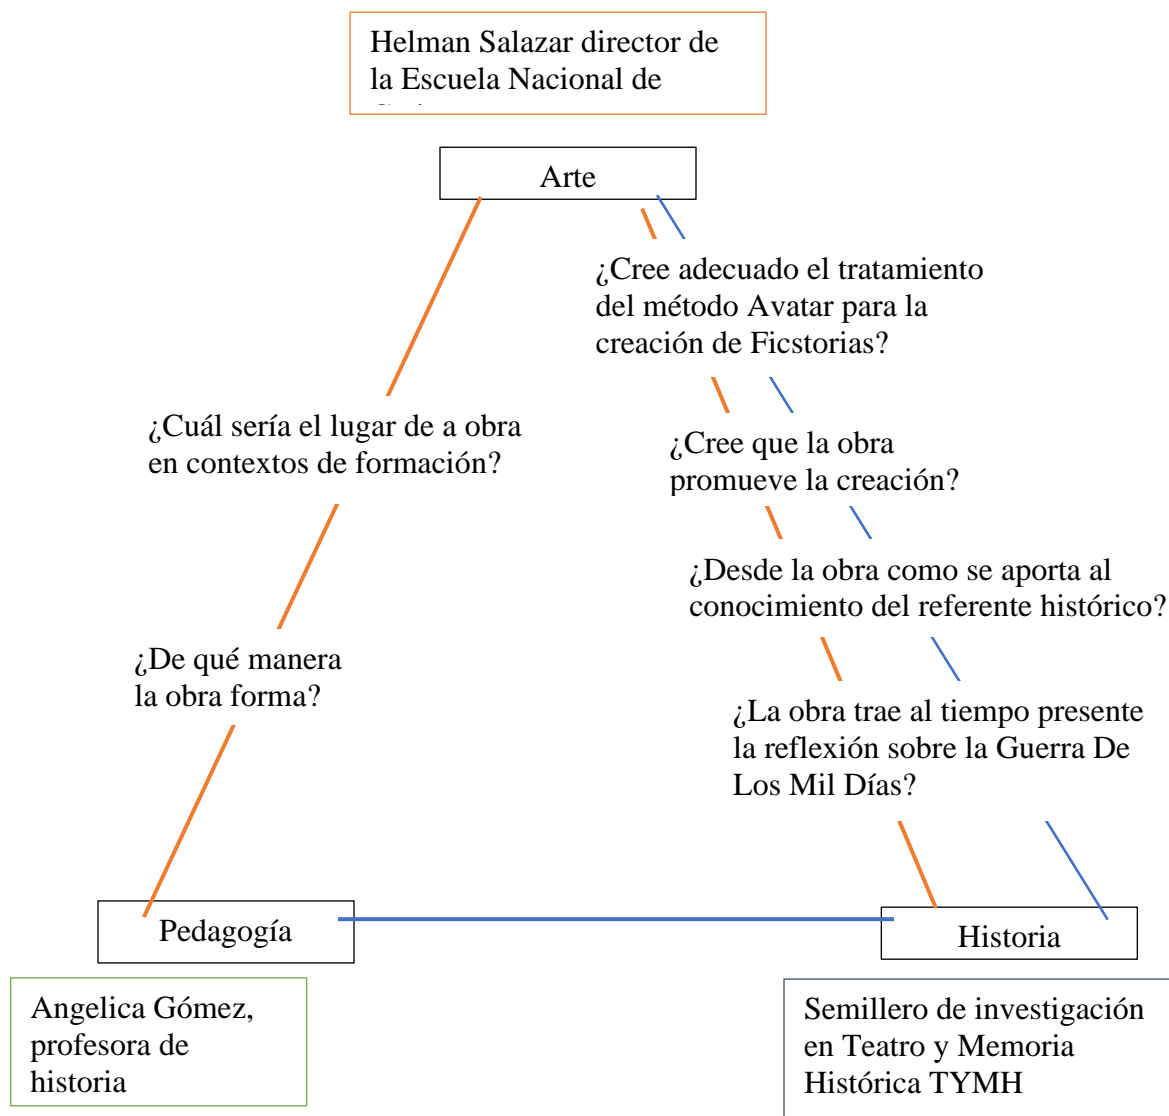 Helman Salazar director de
la Escuela Nacional de
Arte
¿Cree adecuado el tratamiento
del método Avatar para la
creación de Ficstorias?
¿Cuál sería el lugar de a obra
en contextos de formación?
¿Cree que la obra
promueve la creación?
¿Desde la obra como se aporta al
conocimiento del referente histórico?
¿De qué manera
la obra forma?
¿La obra trae al tiempo presente
la reflexión sobre la Guerra De
Los Mil Días?
Pedagogía
Historia
Angelica Gómez,
profesora de
historia
Semillero de investigación
en Teatro y Memoria
Histórica TYMH